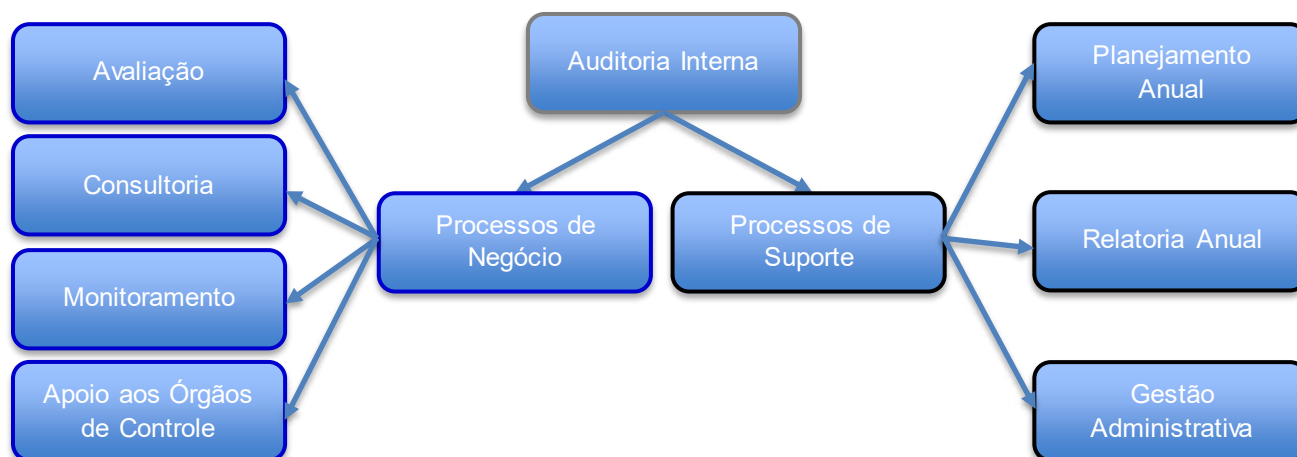 Auditoria Interna
Avaliação
Consultoria
Monitoramento
Apoio aos Órgãos
de Controle
Processos de
Negócio
Processos de
Suporte
Planejamento
Anual
Relatoria Anual
Gestão
Administrativa